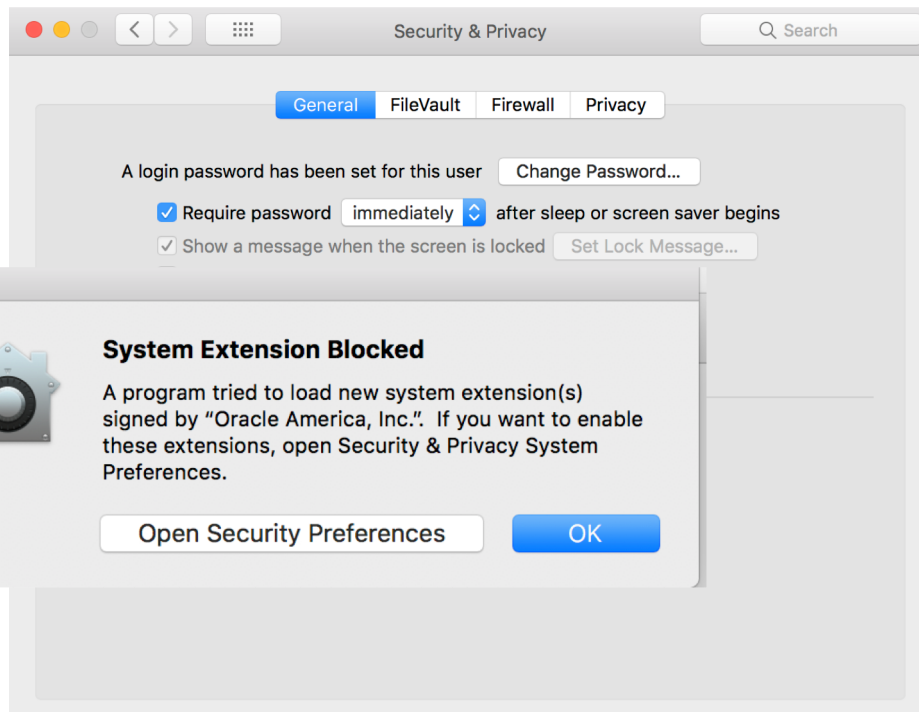 Security & Privacy
Search
General FileVault Firewall Privacy
A login password has been set for this user Change Password...
Require password immediately after sleep or screen saver begins
Show a message when the screen is locked Set Lock Message...
System Extension Blocked
A program tried to load new system extension(s)
signed by “Oracle America, Inc.”. If you want to enable
these extensions, open Security & Privacy System
Preferences.
Open Security Preferences OK